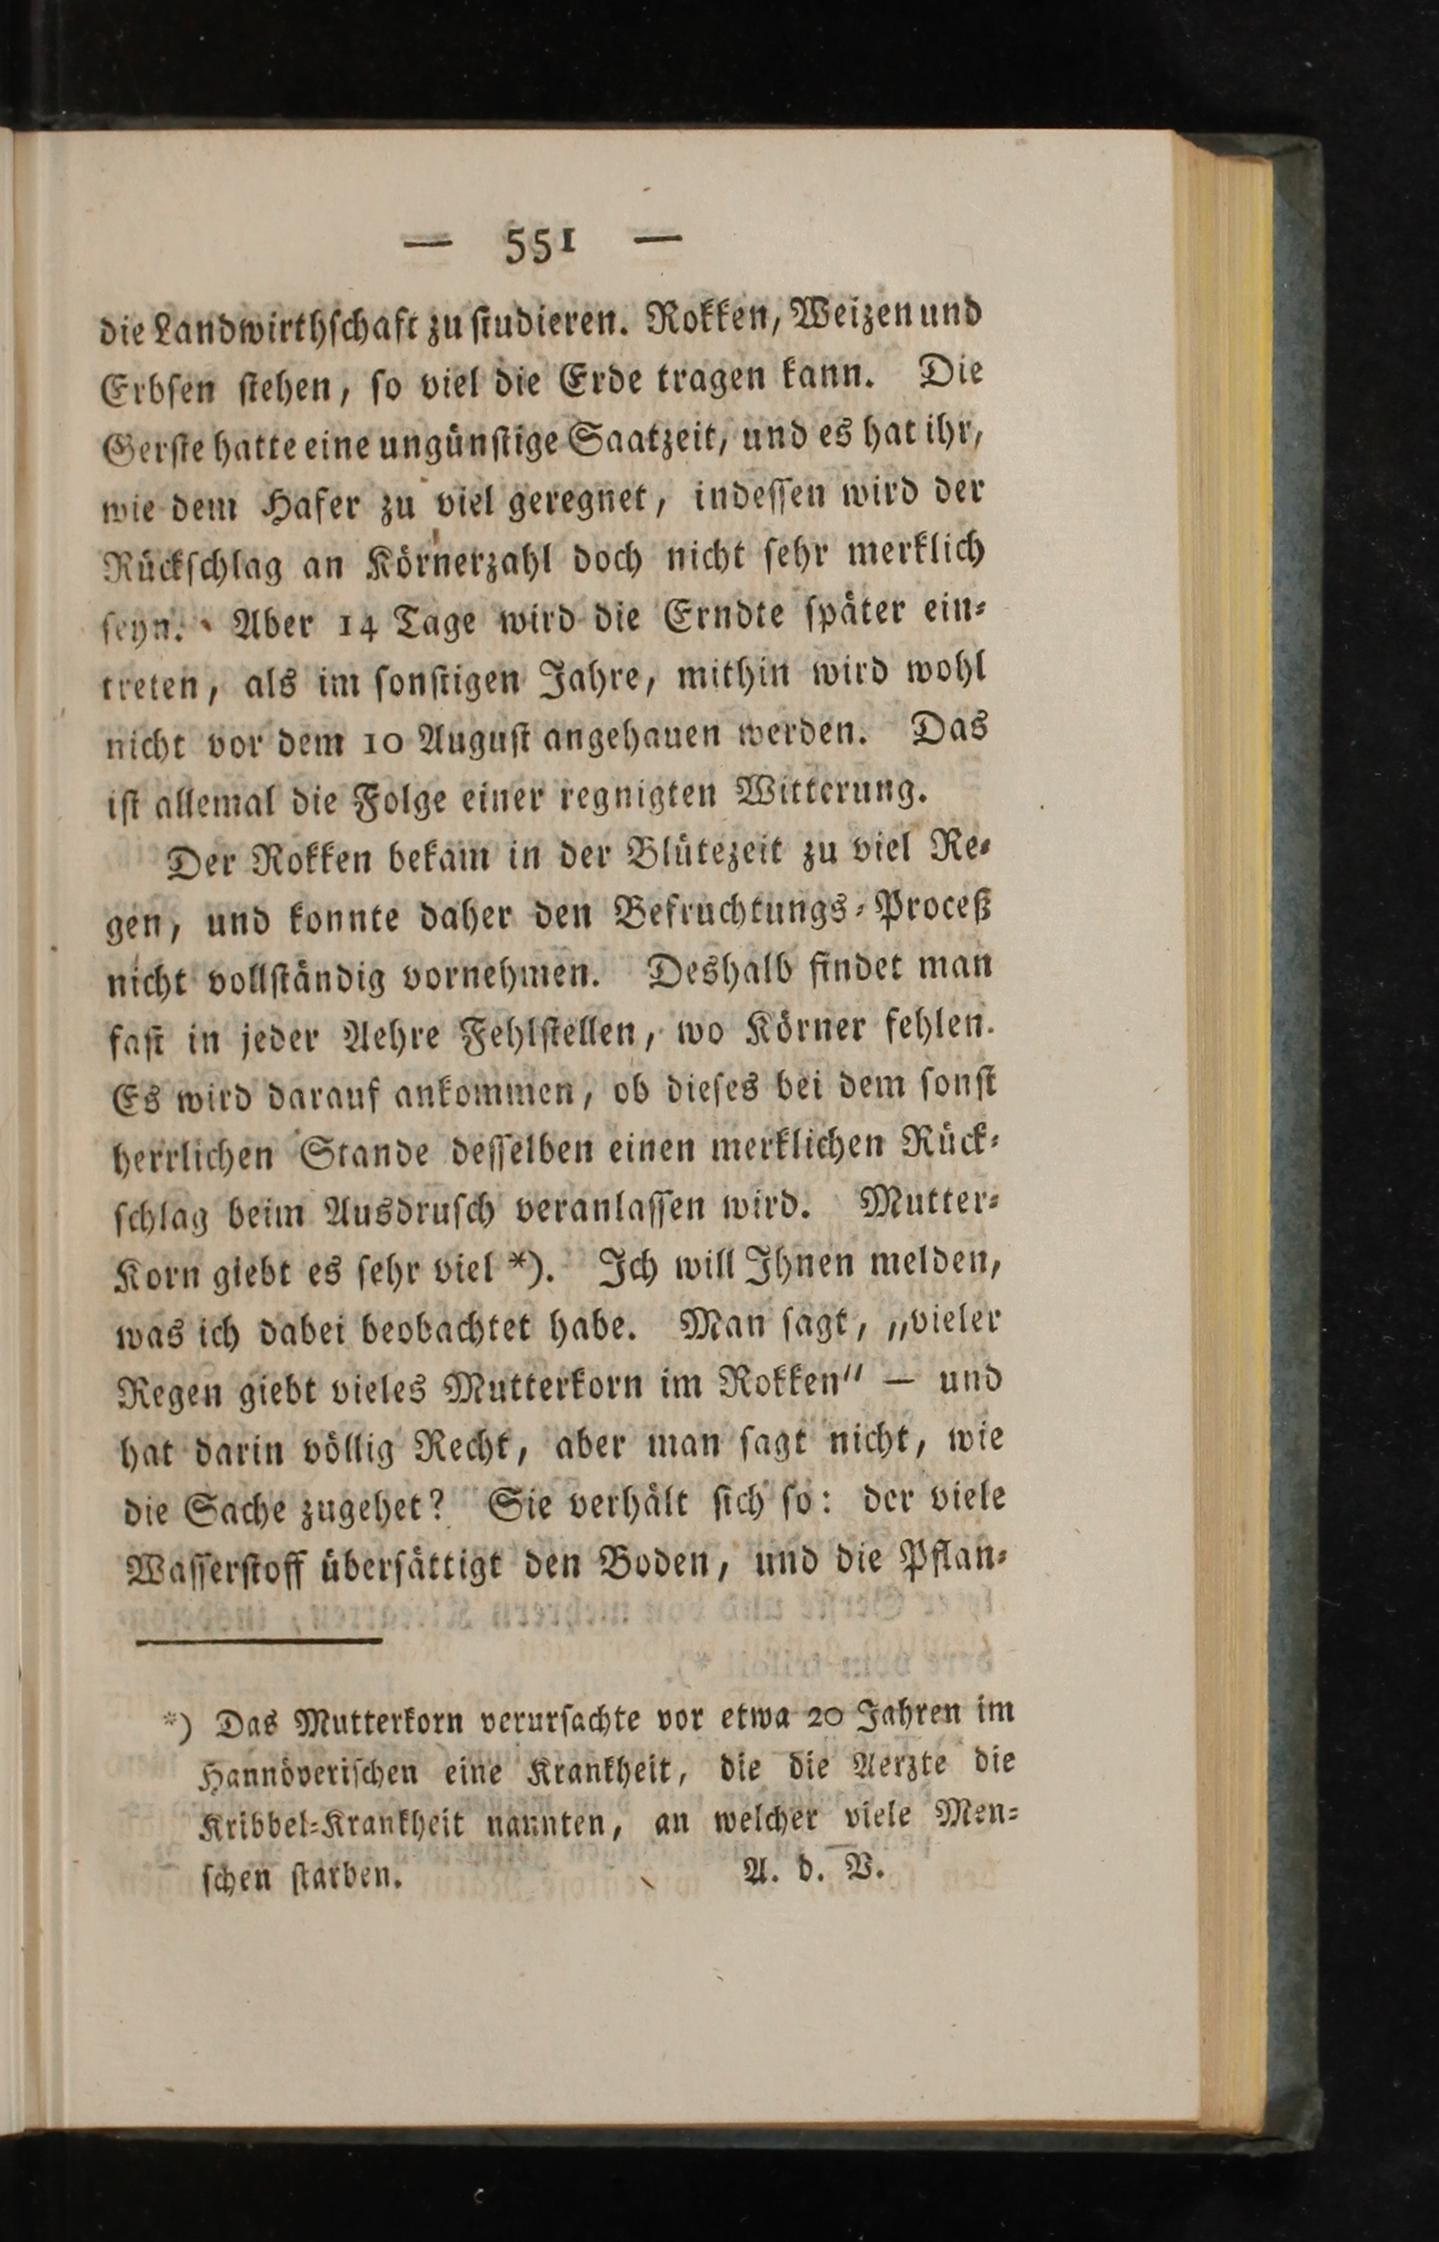 — 551 —
die Landwirthſchaft zu ſtudieren. Rokken, Weizen und
Erbſen ſtehen, ſo viel die Erde tragen kann. Die
Gerſte hatte eine ungünſtige Saatzeit, und es hat ihr,
wie dem Hafer zu viel geregnet, indeſſen wird der
Rückſchlag an Körnerzahl doch nicht ſehr merklich
ſeyn. Aber 14 Tage wird die Erndte ſpäter ein⸗
treten, als im ſonſtigen Jahre, mithin wird wohl
nicht vor dem 10 Auguſt angehauen werden. Das
iſt allemal die Folge einer regnigten Witterung.
Der Rokken bekam in der Blütezeit zu viel Re⸗
gen, und konnte daher den Befruchtungs⸗Proceß
nicht vollſtändig vornehmen. Deshalb findet man
faſt in jeder Aehre Fehlſtellen, wo Körner fehlen.
Es wird darauf ankommen, ob dieſes bei dem ſonſt
herrlichen Stande deſſelben einen merklichen Rück⸗
ſchlag beim Ausdruſch veranlaſſen wird. Mutter⸗
Korn giebt es ſehr viel *). Ich will Ihnen melden,
was ich dabei beobachtet habe. Man ſagt, „vieler
Regen giebt vieles Mutterkorn im Rokken“ — und
hat darin völlig Recht, aber man ſagt nicht, wie
die Sache zugehet? Sie verhält ſich ſo: der viele
Waſſerſtoff überſättigt den Boden, und die Pflan⸗
*) Das Mutterkorn verurſachte vor etwa 20 Jahren im
Hannöveriſchen eine Krankheit, die die Aerzte die
Kribbel⸗Krankheit nannten, an welcher viele Men⸗
ſchen ſtarben. A. d. V.